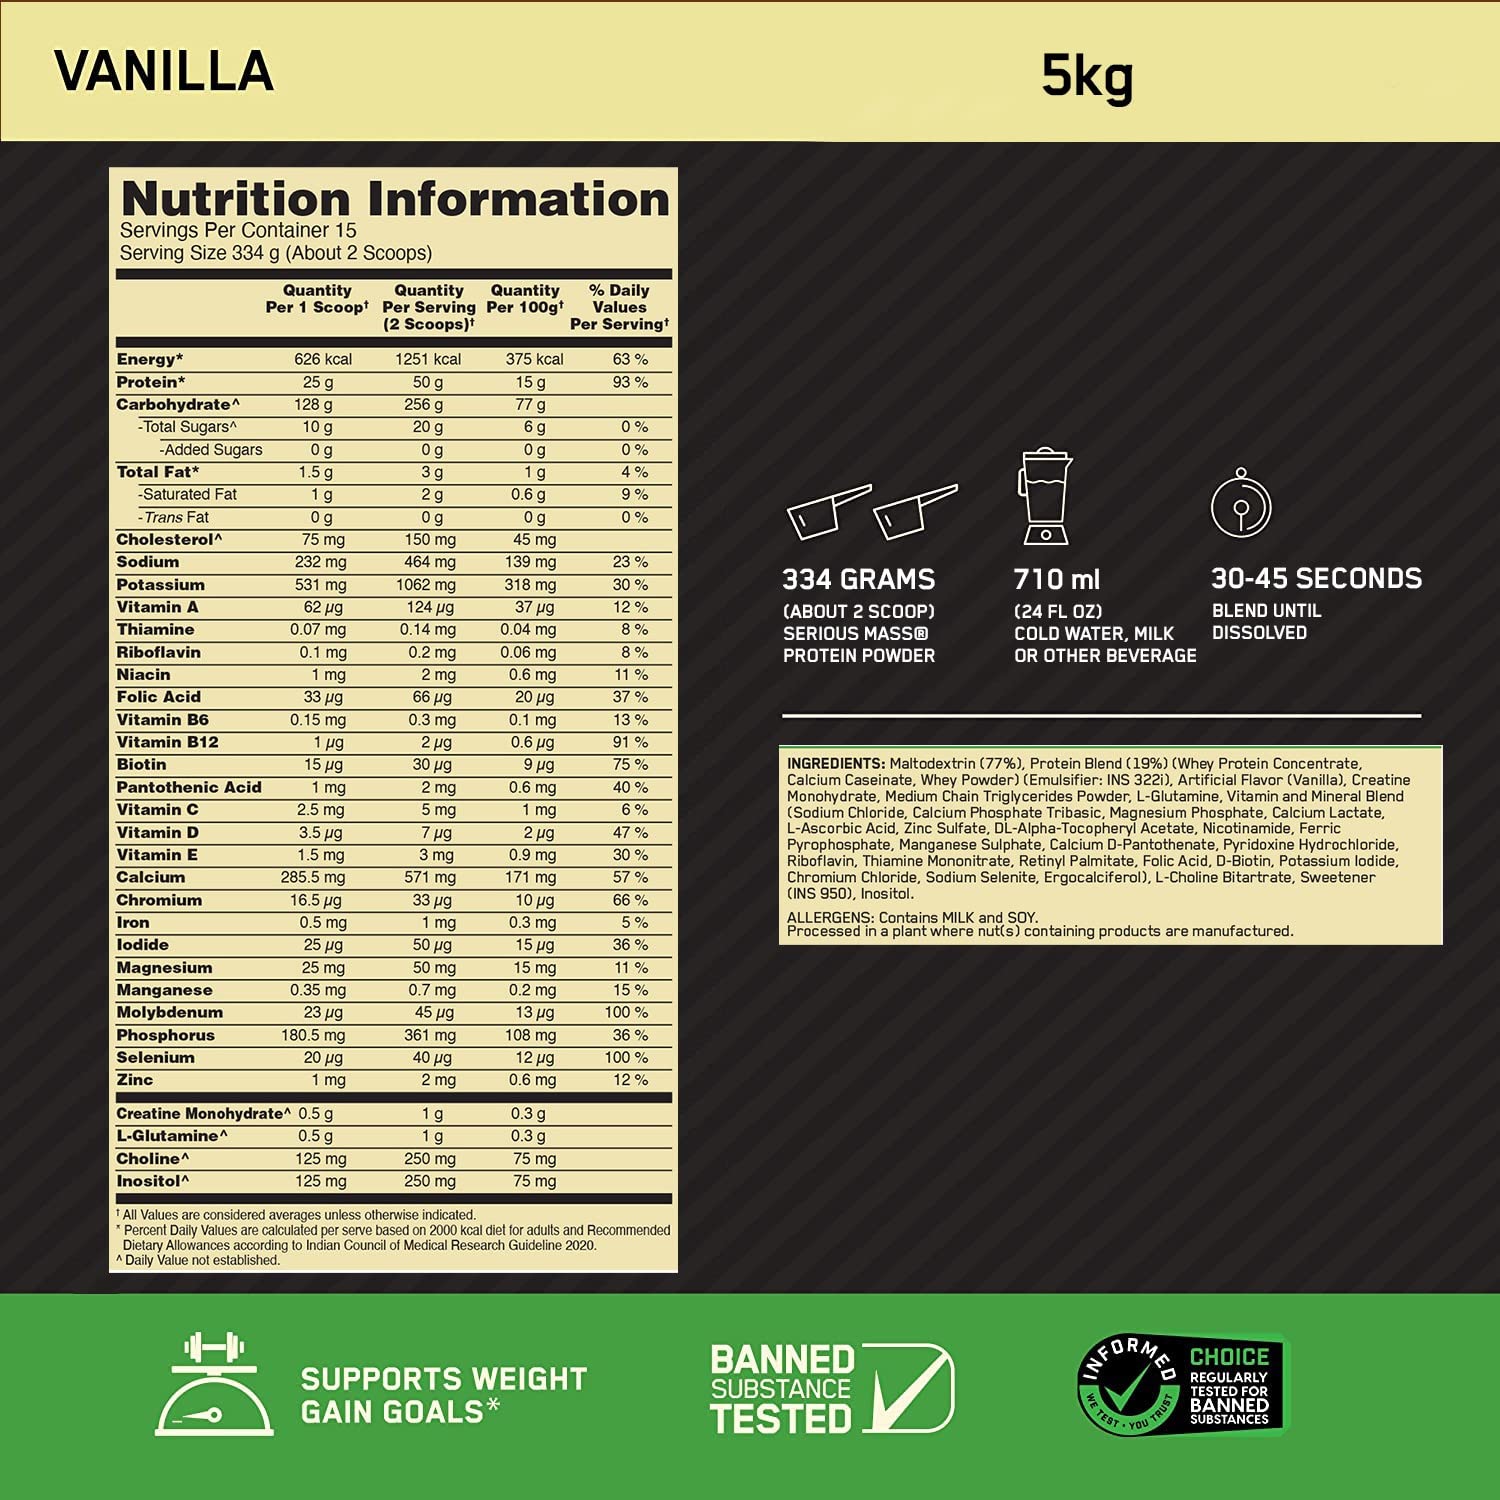 VANILLA
5kg
Nutrition Information
Servings Per Container 15
Serving Size 334 g (About 2 Scoops)
Quantity Per 1 Scoop† Quantity Per Serving (2 Scoops)† Quantity Per 100g† % Daily Values Per Serving†
Energy* 626 kcal 1251 kcal 375 kcal 63 %
Protein* 25 g 50 g 15 g 93 %
Carbohydrate^ 128 g 256 g 77 g
-Total Sugars^ 10 g 20 g 6 g 0 %
-Added Sugars 0 g 0 g 0 g 0 %
Total Fat* 1.5 g 3 g 1 g 4 %
-Saturated Fat 1 g 2 g 0.6 g 9 %
-Trans Fat 0 g 0 g 0 g 0 %
Cholesterol^ 75 mg 150 mg 45 mg
Sodium 232 mg 464 mg 139 mg 23 %
Potassium 531 mg 1062 mg 318 mg 30 %
Vitamin A 62 µg 124 µg 37 µg 12 %
Thiamine 0.07 mg 0.14 mg 0.04 mg 8 %
Riboflavin 0.1 mg 0.2 mg 0.06 mg 8 %
Niacin 1 mg 2 mg 0.6 mg 11 %
Folic Acid 33 µg 66 µg 20 µg 37 %
Vitamin B6 0.15 mg 0.3 mg 0.1 mg 13 %
Vitamin B12 1 µg 2 µg 0.6 µg 91 %
Biotin 15 µg 30 µg 9 µg 75 %
Pantothenic Acid 1 mg 2 mg 0.6 mg 40 %
Vitamin C 2.5 mg 5 mg 1 mg 6 %
Vitamin D 3.5 µg 7 µg 2 µg 47 %
Vitamin E 1.5 mg 3 mg 0.9 mg 30 %
Calcium 285.5 mg 571 mg 171 mg 57 %
Chromium 16.5 µg 33 µg 10 µg 66 %
Iron 0.5 mg 1 mg 0.3 mg 5 %
Iodide 25 µg 50 µg 15 µg 36 %
Magnesium 25 mg 50 mg 15 mg 11 %
Manganese 0.35 mg 0.7 mg 0.2 mg 15 %
Molybdenum 23 µg 45 µg 13 µg 100 %
Phosphorus 180.5 mg 361 mg 108 mg 36 %
Selenium 20 µg 40 µg 12 µg 100 %
Zinc 1 mg 2 mg 0.6 mg 12 %
Creatine Monohydrate^ 0.5 g 1 g 0.3 g
L-Glutamine^ 0.5 g 1 g 0.3 g
Choline^ 125 mg 250 mg 75 mg
Inositol^ 125 mg 250 mg 75 mg
† All Values are considered averages unless otherwise indicated.
* Percent Daily Values are calculated per serve based on 2000 kcal diet for adults and Recommended
Dietary Allowances according to Indian Council of Medical Research Guideline 2020.
^ Daily Value not established.
334 GRAMS
(ABOUT 2 SCOOP)
SERIOUS MASS®
PROTEIN POWDER
710 ml
(24 FL OZ)
COLD WATER, MILK
OR OTHER BEVERAGE
30-45 SECONDS
BLEND UNTIL
DISSOLVED
INGREDIENTS: Maltodextrin (77%), Protein Blend (19%) (Whey Protein Concentrate,
Calcium Caseinate, Whey Powder) (Emulsifier: INS 322i), Artificial Flavor (Vanilla), Creatine
Monohydrate, Medium Chain Triglycerides Powder, L-Glutamine, Vitamin and Mineral Blend
(Sodium Chloride, Calcium Phosphate Tribasic, Magnesium Phosphate, Calcium Lactate,
L-Ascorbic Acid, Zinc Sulfate, DL-Alpha-Tocopheryl Acetate, Nicotinamide, Ferric
Pyrophosphate, Manganese Sulphate, Calcium D-Pantothenate, Pyridoxine Hydrochloride,
Riboflavin, Thiamine Mononitrate, Retinyl Palmitate, Folic Acid, D-Biotin, Potassium Iodide,
Chromium Chloride, Sodium Selenite, Ergocalciferol), L-Choline Bitartrate, Sweetener
(INS 950), Inositol.
ALLERGENS: Contains MILK and SOY.
Processed in a plant where nut(s) containing products are manufactured.
SUPPORTS WEIGHT
GAIN GOALS*
BANNED
SUBSTANCE
TESTED
INFORMED
WE TEST • YOU TRUST
CHOICE
REGULARLY
TESTED FOR
BANNED
SUBSTANCES